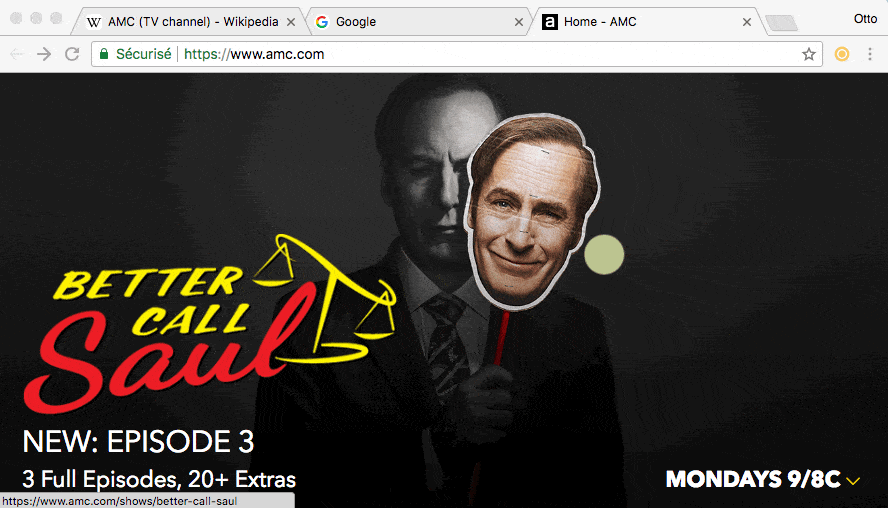 AMC (TV channel) - Wikipedia
Google
Home - AMC
Otto
Sécurisé
https://www.amc.com
BETTER
CALL
Saul
NEW: EPISODE 3
3 Full Episodes, 20+ Extras
MONDAYS 9/8C
https://www.amc.com/shows/better-call-saul